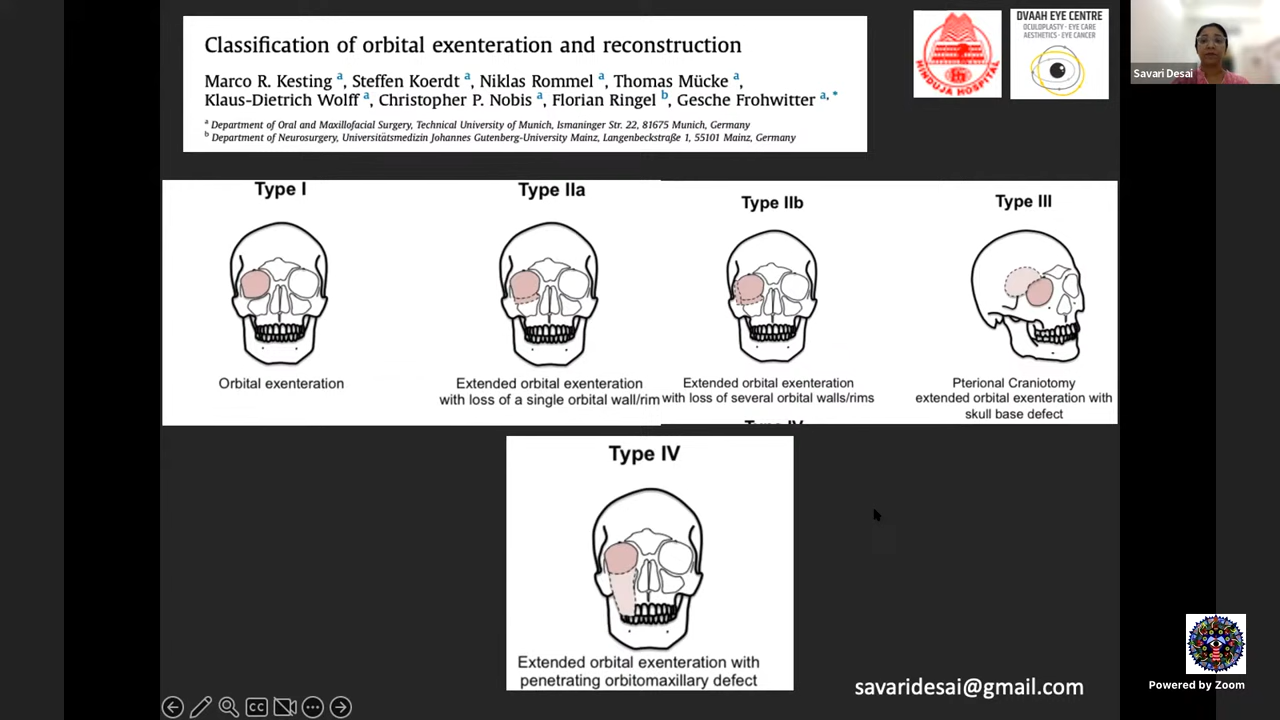 Classification of orbital exenteration and reconstruction
Marco R. Kesting a, Steffen Koerdt a, Niklas Rommel a, Thomas Mücke a,
Klaus-Dietrich Wolff a, Christopher P. Nobis a, Florian Ringel b, Gesche Frohwitter a, *
a Department of Oral and Maxillofacial Surgery, Technical University of Munich, Ismaninger Str. 22, 81675 Munich, Germany
b Department of Neurosurgery, Universitätsmedizin Johannes Gutenberg-University Mainz, Langenbeckstraße 1, 55101 Mainz, Germany
HINDUJA HOSPITAL
DVAAH EYE CENTRE
OCULOPLASTY - EYE CARE
AESTHETICS - EYE CANCER
Savari Desai
Type I
Orbital exenteration
Type IIa
Extended orbital exenteration
with loss of a single orbital wall/rim
Type IIb
Extended orbital exenteration
with loss of several orbital walls/rims
Type III
Pterional Craniotomy
extended orbital exenteration with
skull base defect
Type IV
Type IV
Extended orbital exenteration with
penetrating orbitomaxillary defect
savaridesai@gmail.com
Powered by Zoom
CC